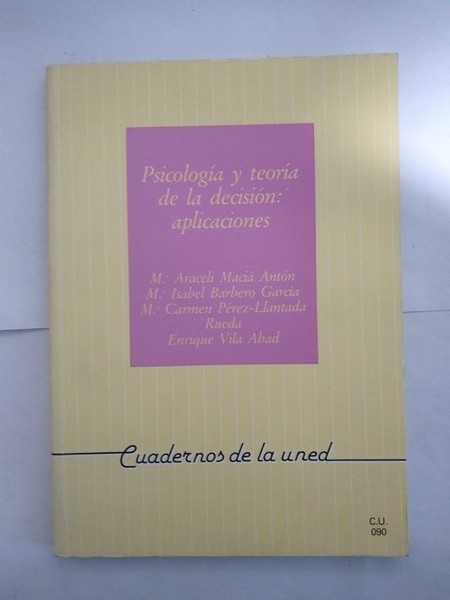 Psicología y teoría
de la decisión:
aplicaciones
M.ª Araceli Maciá Antón
M.ª Isabel Barbero García
M.ª Carmen Pérez-Llantada
Rueda
Enrique Vila Abad
Cuadernos de la uned
C.U.
090